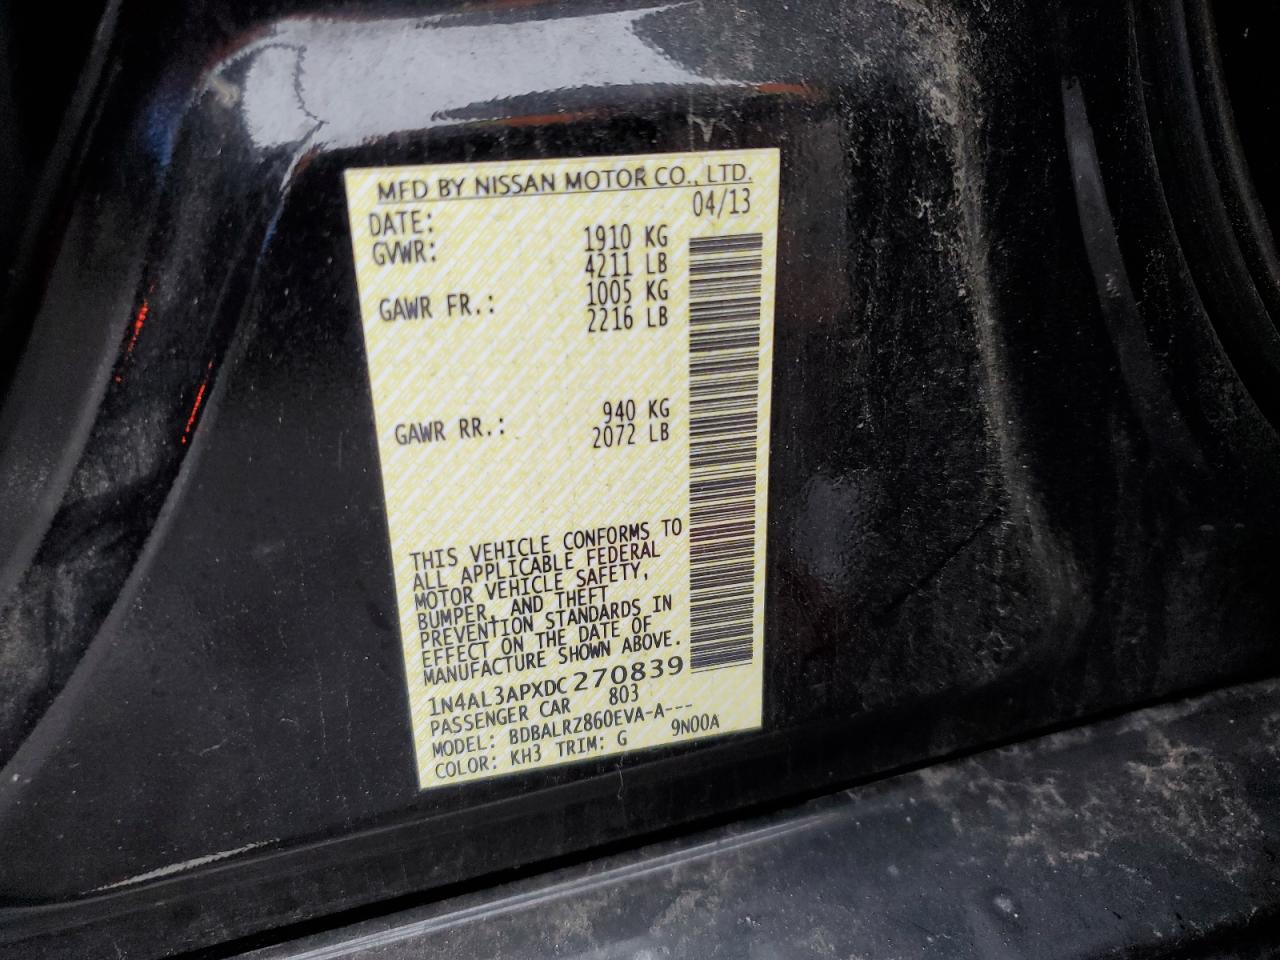 MFD BY NISSAN MOTOR CO., LTD.
DATE: 04/13
GVWR: 1910 KG
4211 LB
GAWR FR.: 1005 KG
2216 LB
GAWR RR.: 940 KG
2072 LB
THIS VEHICLE CONFORMS TO
ALL APPLICABLE FEDERAL
MOTOR VEHICLE SAFETY,
BUMPER, AND THEFT
PREVENTION STANDARDS IN
EFFECT ON THE DATE OF
MANUFACTURE SHOWN ABOVE.
1N4AL3APXDC270839
PASSENGER CAR 803
MODEL: BDBALRZ860EVA-A---
COLOR: KH3 TRIM: G 9N00A